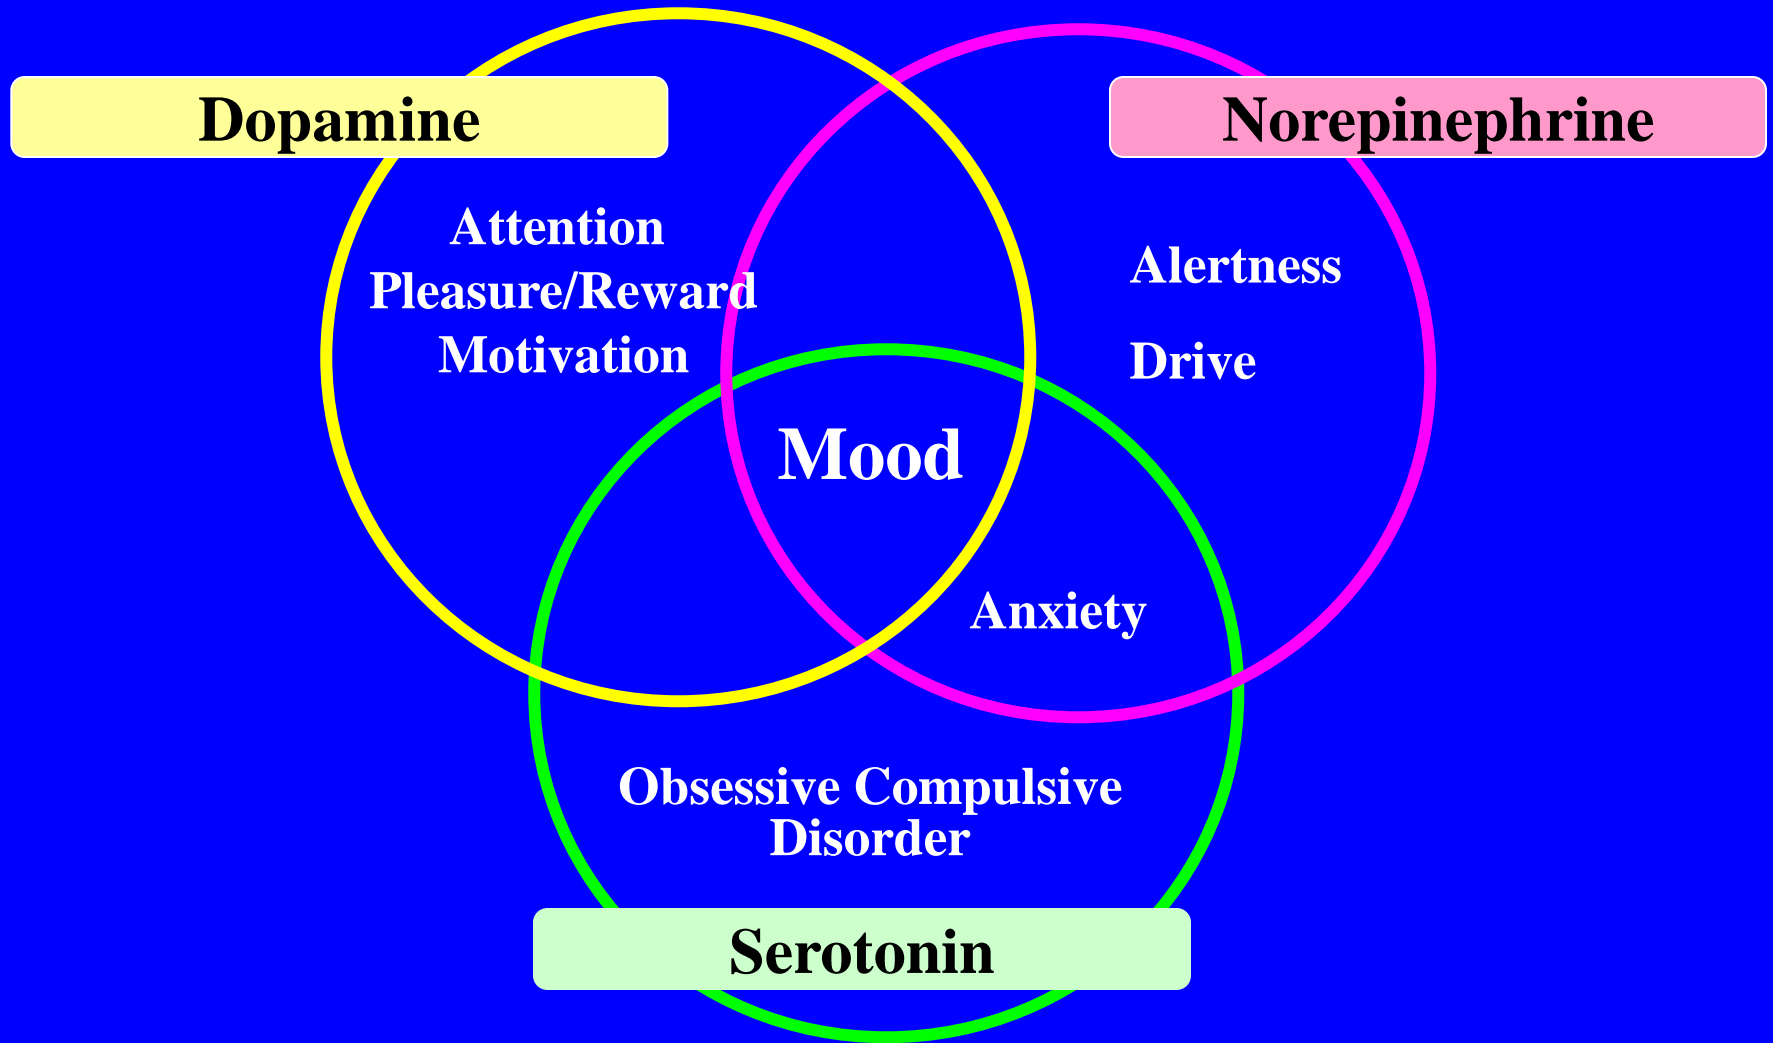 Dopamine
Norepinephrine
Attention
Pleasure/Reward
Motivation
Alertness
Drive
Mood
Anxiety
Obsessive Compulsive
Disorder
Serotonin